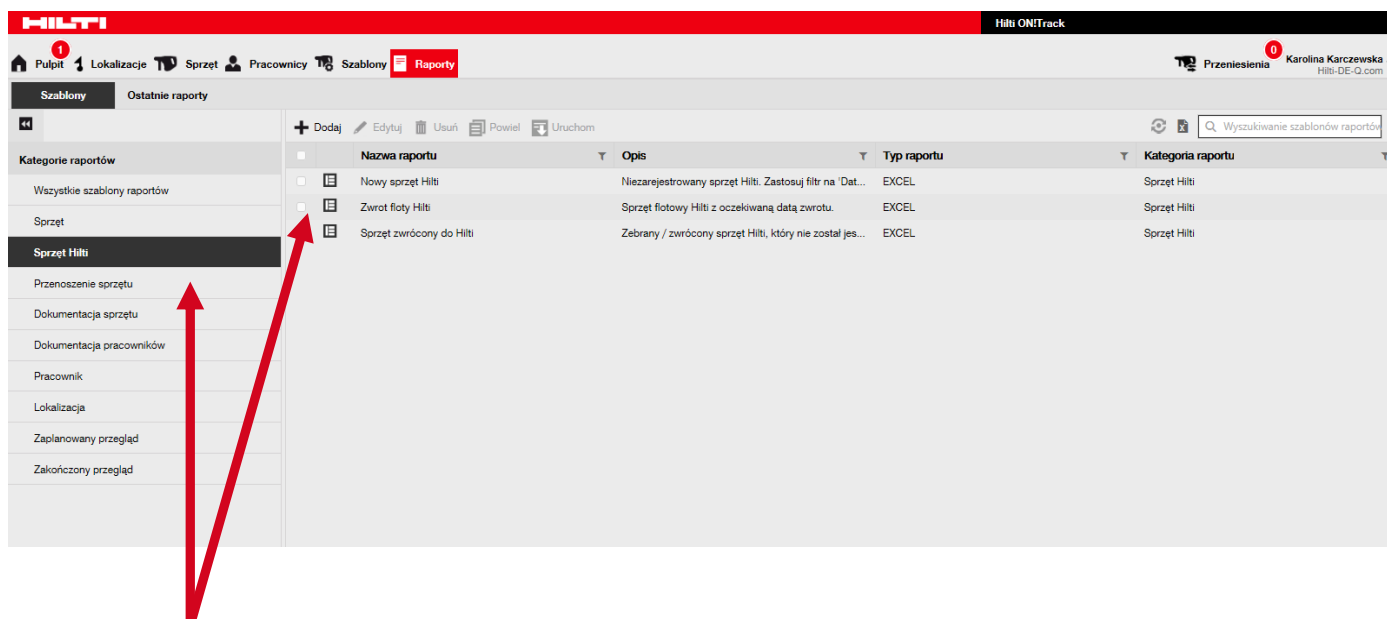 HILTI
Hilti ON!Track
1
Pulpit Lokalizacje Sprzęt Pracownicy Szablony Raporty
0
Przeniesienia
Karolina Karczewska
Hilti-DE-Q.com
Szablony Ostatnie raporty
Dodaj Edytuj Usuń Powiel Uruchom
Wyszukiwanie szablonów raportów
Kategorie raportów
Wszystkie szablony raportów
Sprzęt
Sprzęt Hilti
Przenoszenie sprzętu
Dokumentacja sprzętu
Dokumentacja pracowników
Pracownik
Lokalizacja
Zaplanowany przegląd
Zakończony przegląd
Nazwa raportu Opis Typ raportu Kategoria raportu
Nowy sprzęt Hilti Niezarejestrowany sprzęt Hilti. Zastosuj filtr na 'Dat... EXCEL Sprzęt Hilti
Zwrot floty Hilti Sprzęt flotowy Hilti z oczekiwaną datą zwrotu. EXCEL Sprzęt Hilti
Sprzęt zwrócony do Hilti Zebrany / zwrócony sprzęt Hilti, który nie został jes... EXCEL Sprzęt Hilti